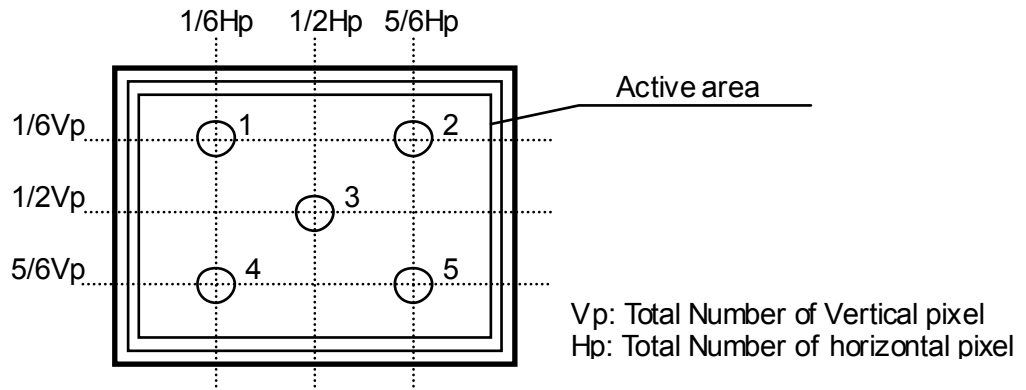 1/6Hp 1/2Hp 5/6Hp
Active area
1/6Vp
1 2
1/2Vp
3
5/6Vp
4 5
Vp: Total Number of Vertical pixel
Hp: Total Number of horizontal pixel